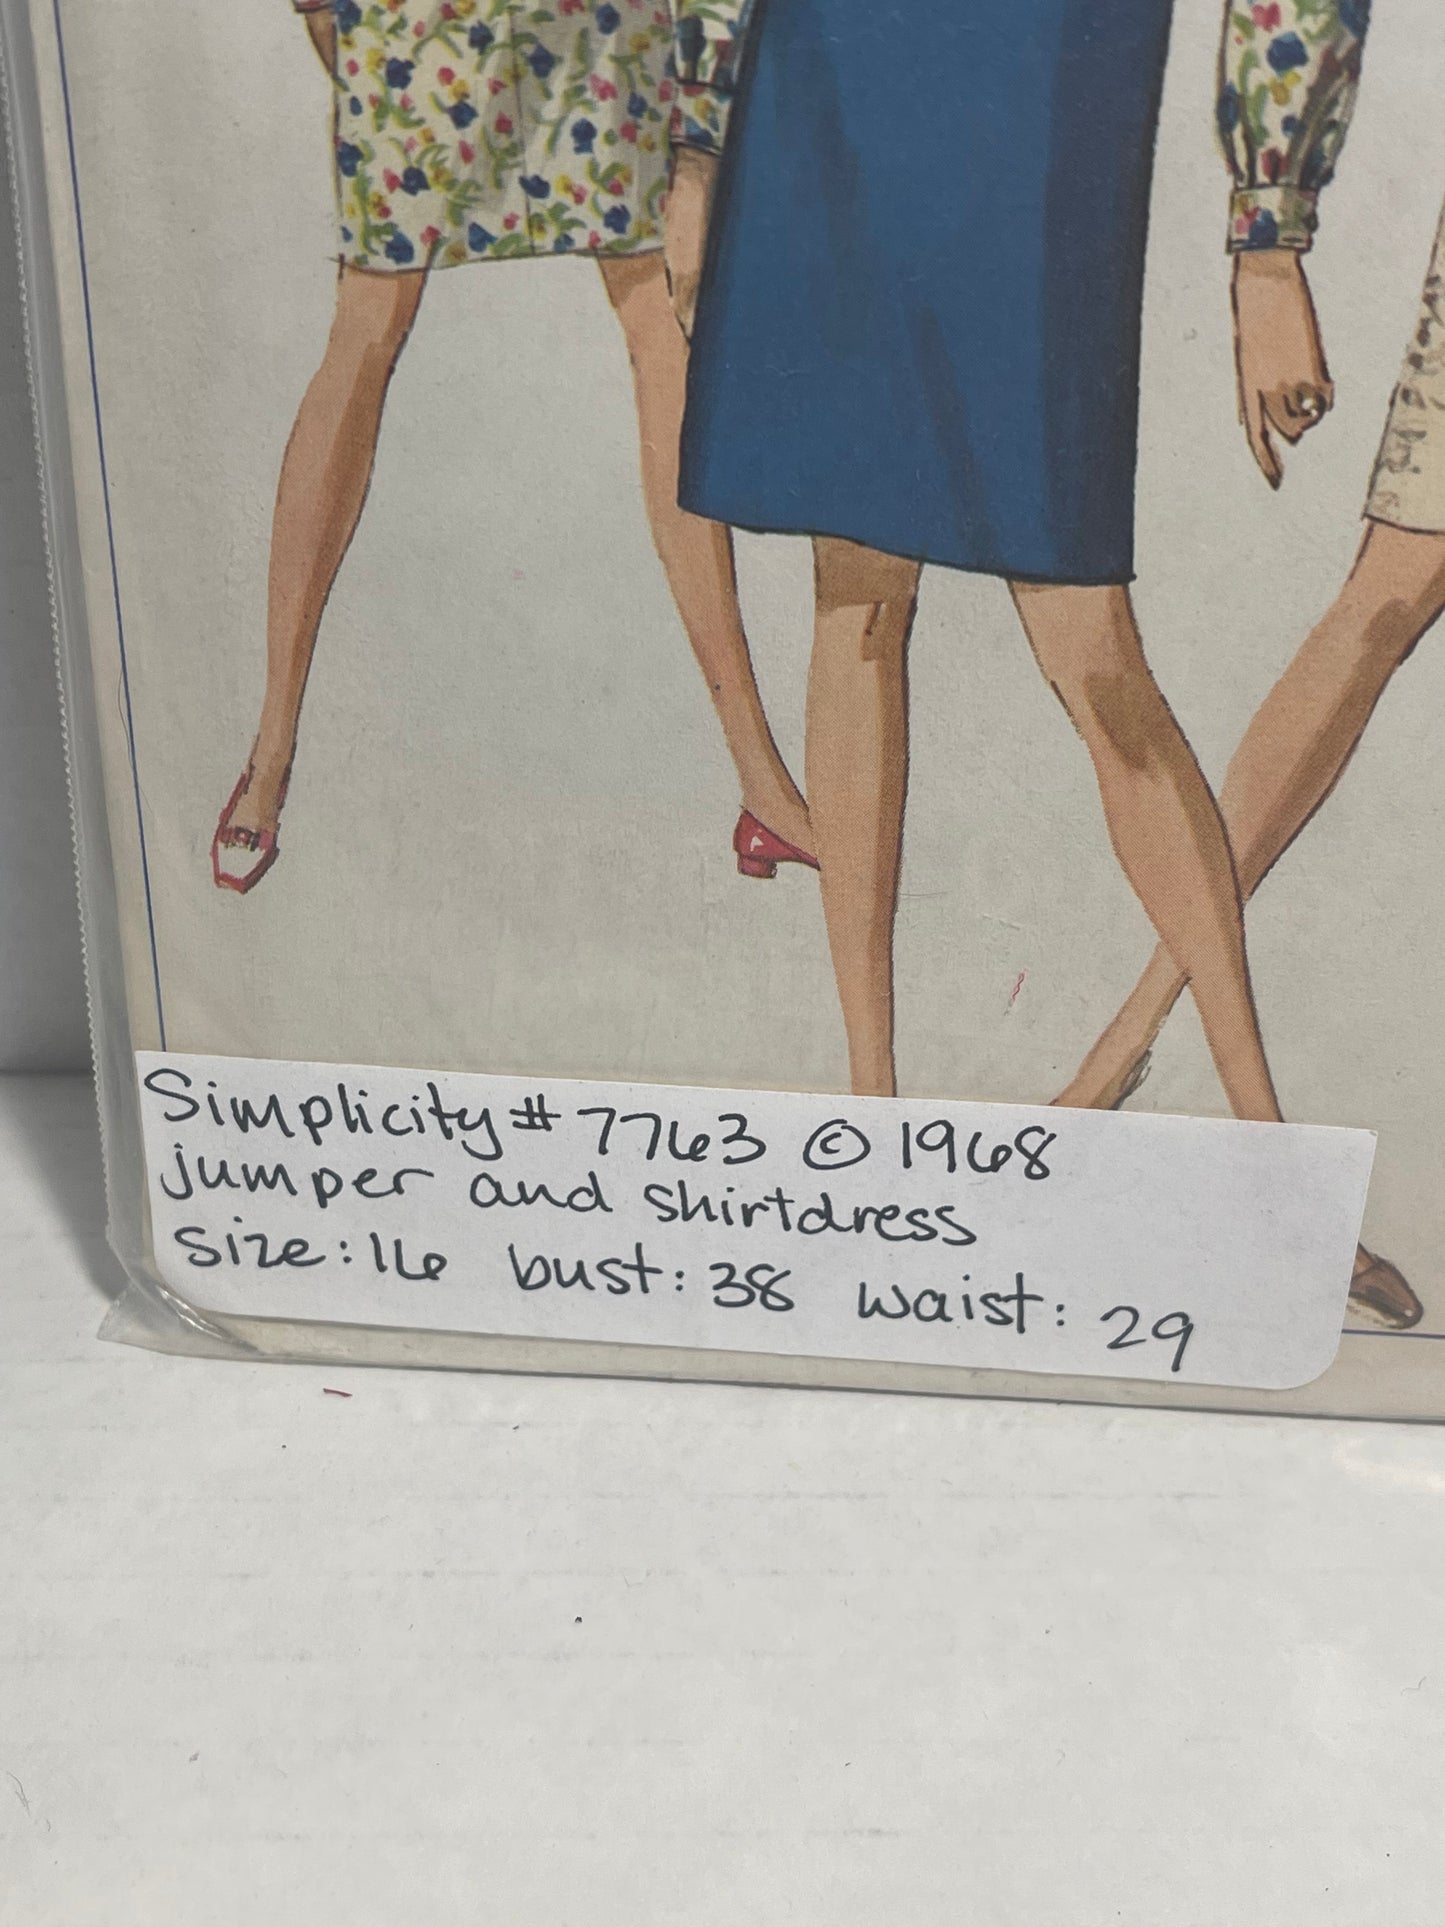 Simplicity # 7763 © 1968
jumper and shirtdress
size: 16 bust: 38 waist: 29